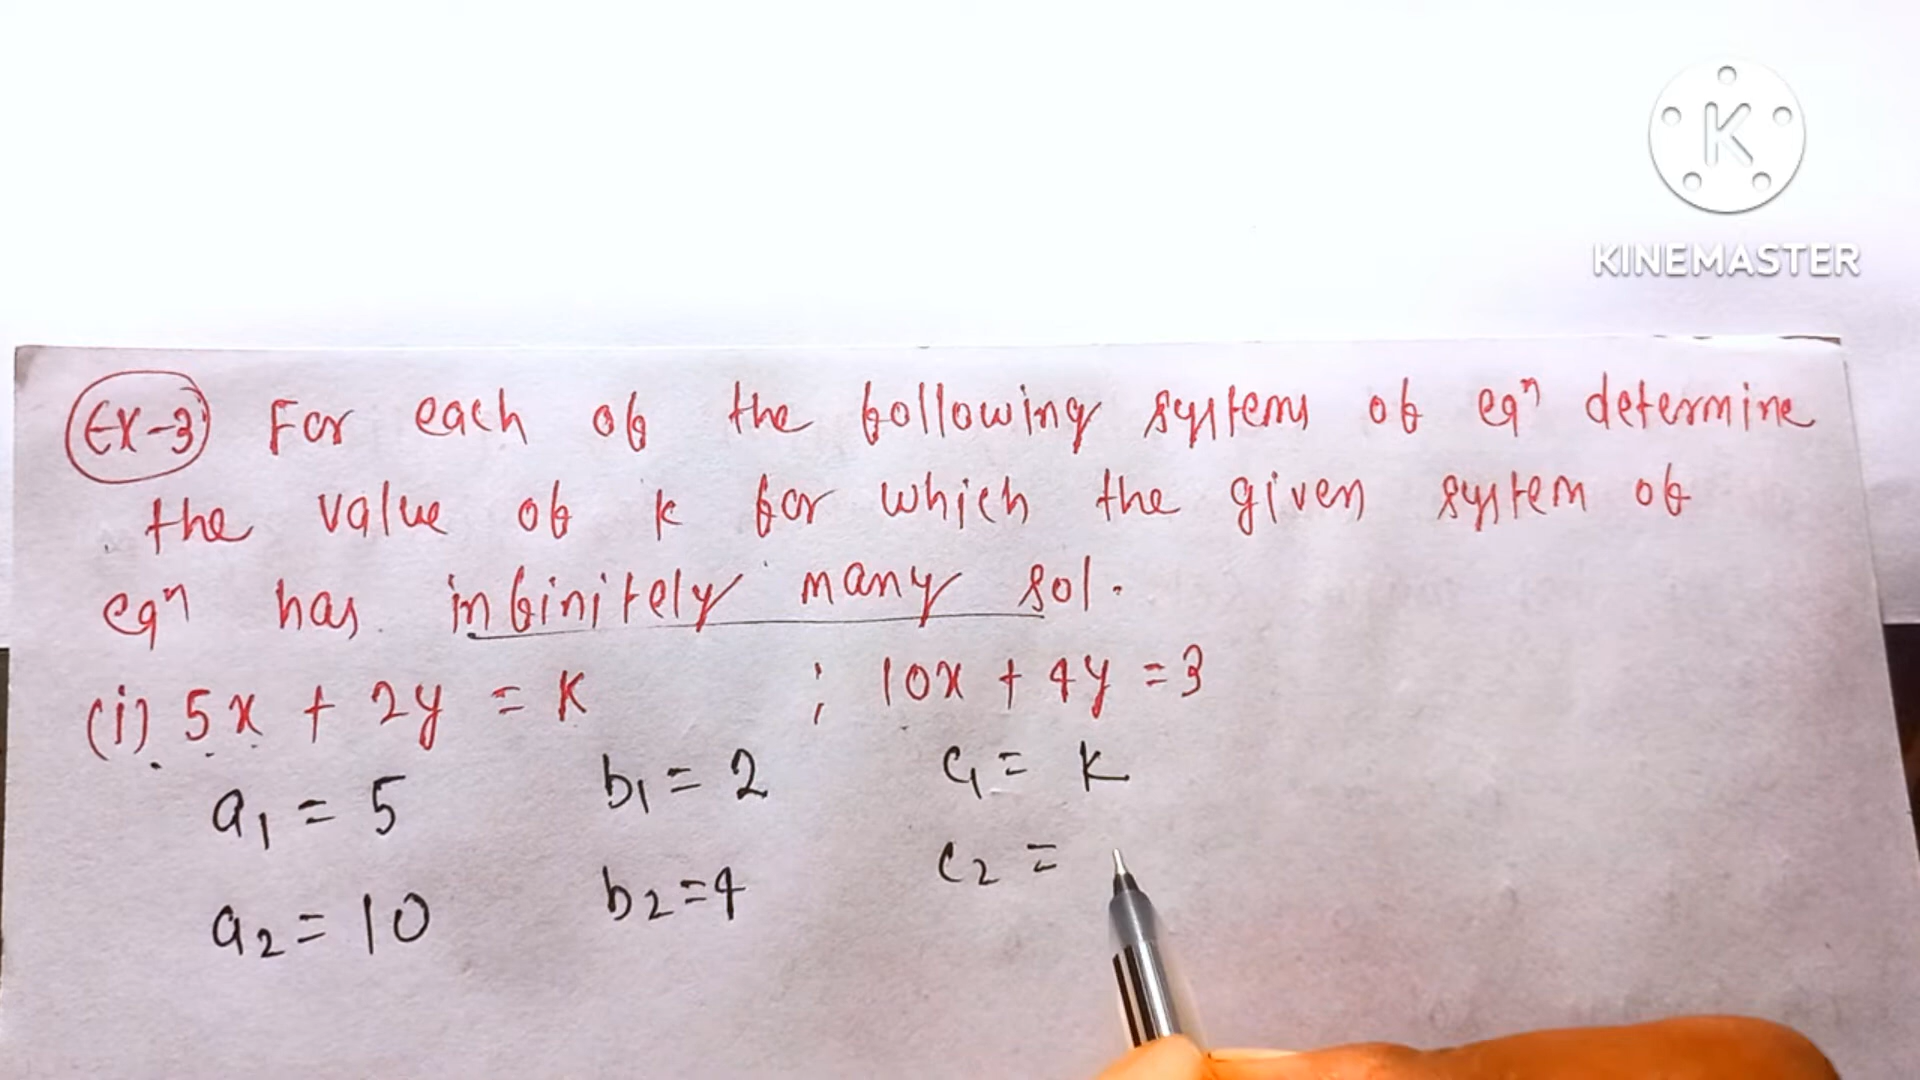 K
KINEMASTER
Ex-3 For each of the following systems of eqⁿ determine
the value of k for which the given system of
eqⁿ has infinitely many sol.
(i) 5x + 2y = K ; 10x + 4y = 3
a₁ = 5 b₁ = 2 c₁ = k
a₂ = 10 b₂ = 4 c₂ =